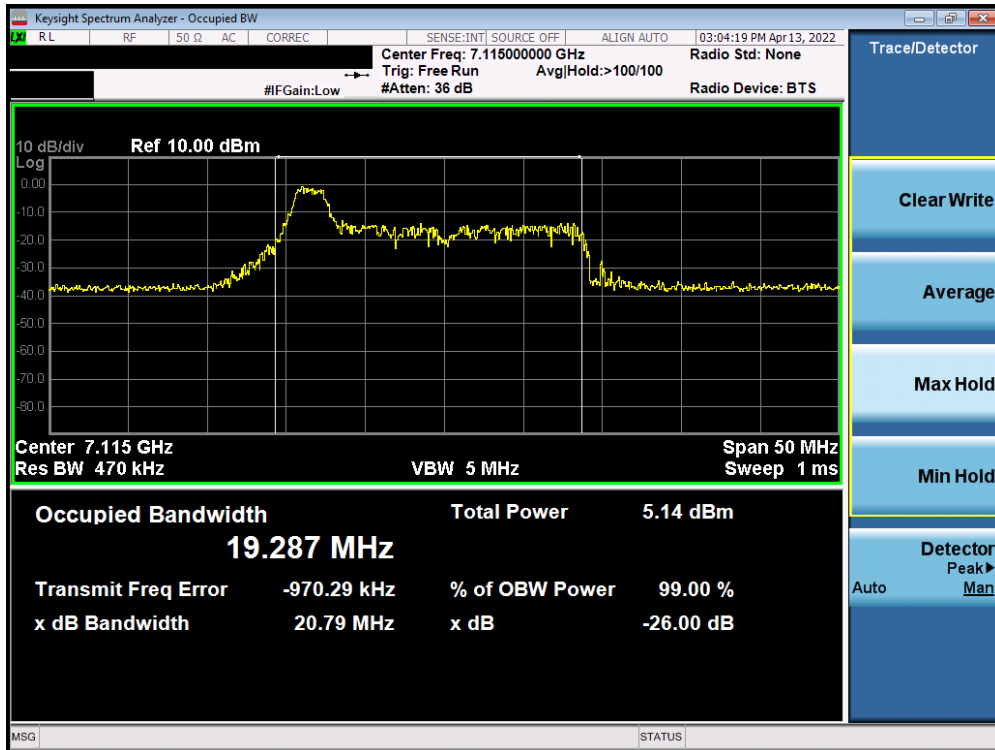 Keysight Spectrum Analyzer - Occupied BW
LXI RL RF 50 Ω AC CORREC SENSE:INT SOURCE OFF ALIGN AUTO 03:04:19 PM Apr 13, 2022
Center Freq: 7.115000000 GHz Radio Std: None
Trig: Free Run Avg|Hold:>100/100
#IFGain:Low #Atten: 36 dB Radio Device: BTS
10 dB/div Ref 10.00 dBm
Log
0.00
-10.0
-20.0
-30.0
-40.0
-50.0
-60.0
-70.0
-80.0
Center 7.115 GHz Span 50 MHz
Res BW 470 kHz VBW 5 MHz Sweep 1 ms
Occupied Bandwidth Total Power 5.14 dBm
19.287 MHz
Transmit Freq Error -970.29 kHz % of OBW Power 99.00 %
x dB Bandwidth 20.79 MHz x dB -26.00 dB
MSG STATUS
Trace/Detector
Clear Write
Average
Max Hold
Min Hold
Detector
Peak▶
Auto Man